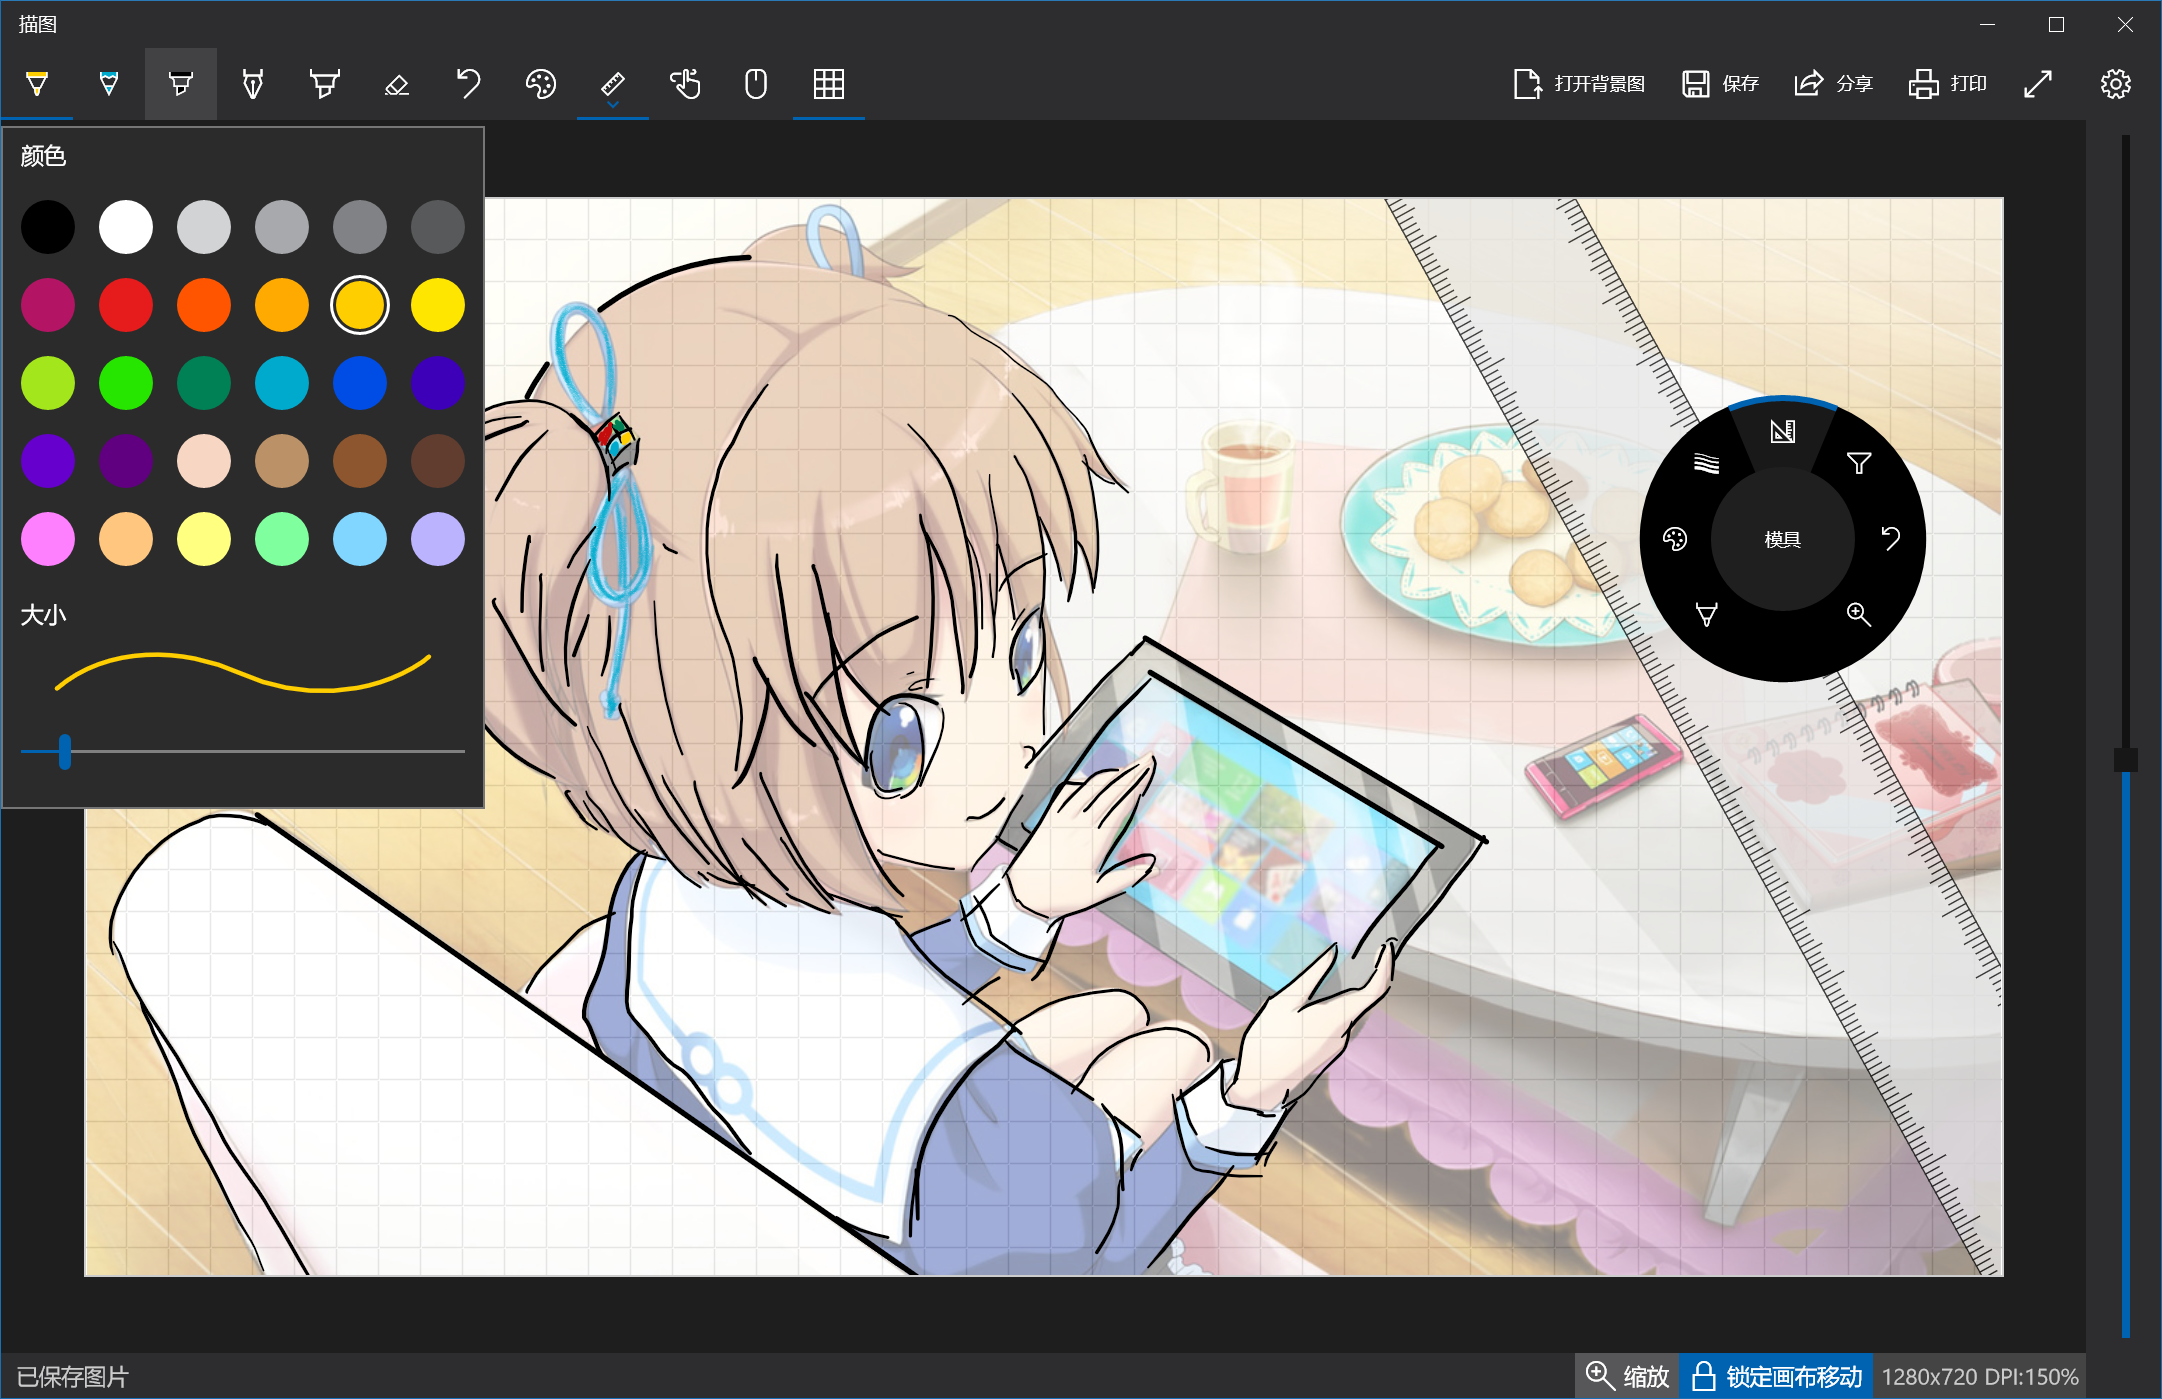 描图
打开背景图
保存
分享
打印
颜色
大小
模具
已保存图片
缩放
锁定画布移动
1280x720 DPI:150%